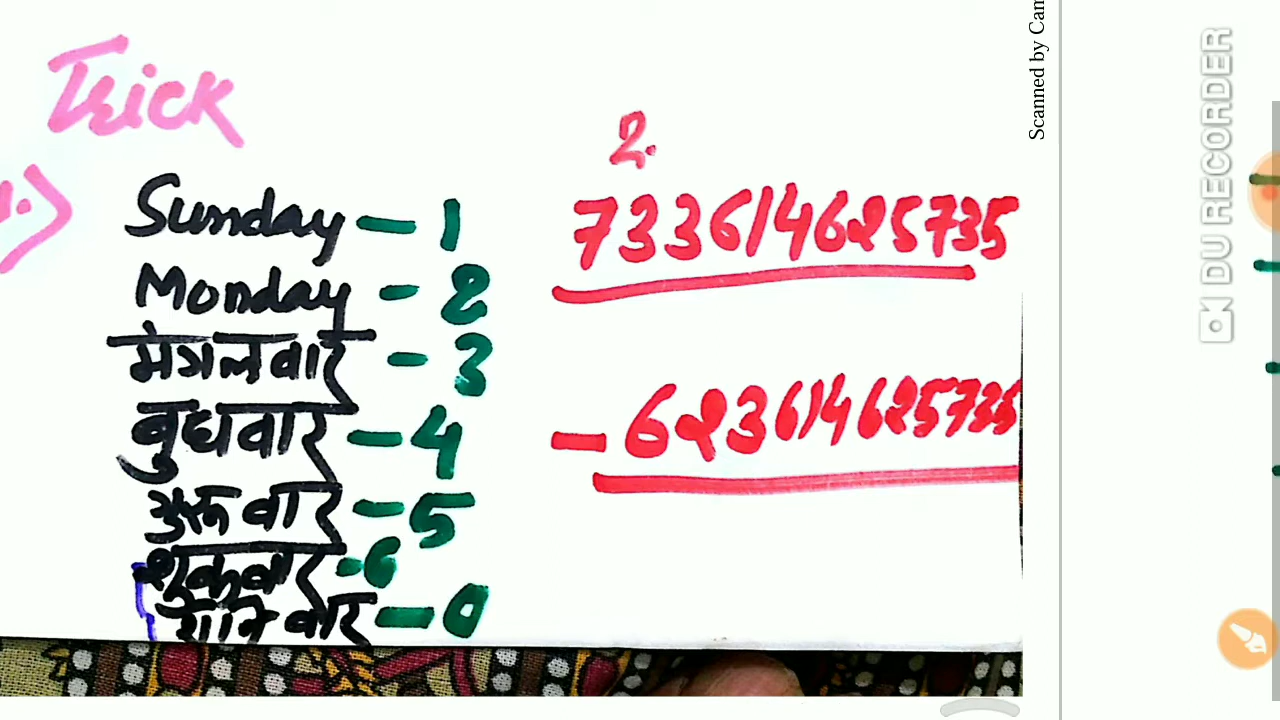 Trick
1.)
Sunday - 1
Monday - 2
मंगलवार - 3
बुधवार - 4
गुरूवार - 5
शुक्रवार - 6
शनिवार - 0
2.
733614625735
- 623614625735
Scanned by Cam
DU RECORDER